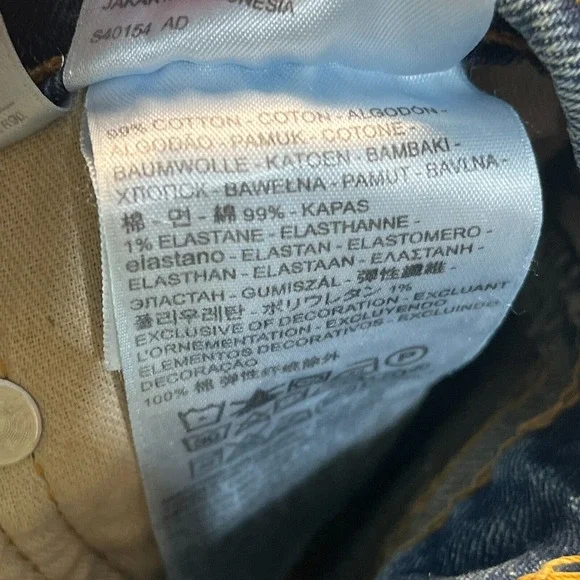 JAKARTA INDONESIA
S40154 AD
99% COTTON - COTON - ALGODÓN -
ALGODÃO - PAMUK - COTONE -
BAUMWOLLE - KATOEN - BAMBAKI -
ХЛОПОК - BAWEŁNA - PAMUT - BAVLNA -
棉 - 면 - 綿 99% - KAPAS
1% ELASTANE - ELASTHANNE -
elastano - ELASTAN - ELASTOMERO -
ELASTHAN - ELASTAAN - ΕΛΑΣΤΑΝΗ -
ЭЛАСТАН - GUMISZÁL - 弹性纖維 -
폴리우레탄 - ポリウレタン 1%
EXCLUSIVE OF DECORATION - EXCLUANT
L'ORNEMENTATION - EXCLUYENDO
ELEMENTOS DECORATIVOS - EXCLUINDO
DECORAÇÃO
100% 棉 弹性纤维除外